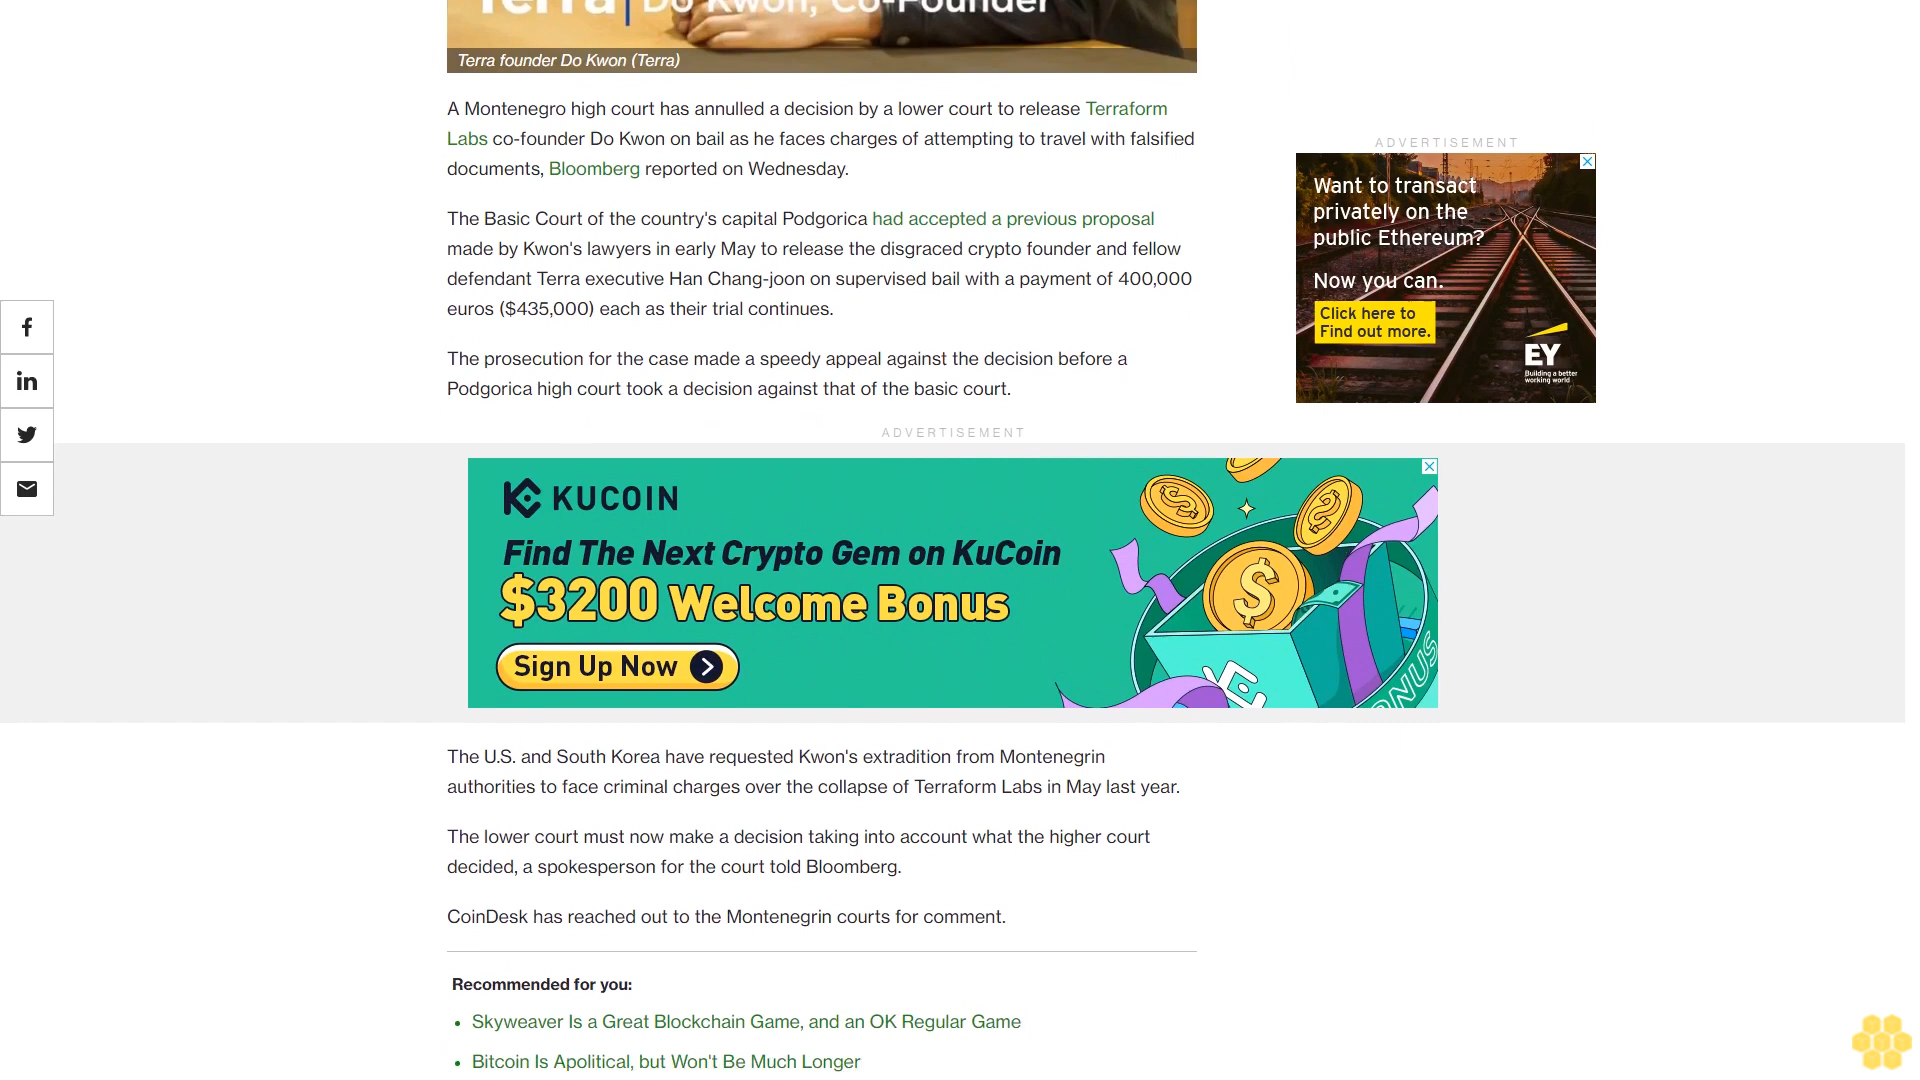 Terra | Do Kwon, Co-Founder
Terra founder Do Kwon (Terra)
A Montenegro high court has annulled a decision by a lower court to release Terraform
Labs co-founder Do Kwon on bail as he faces charges of attempting to travel with falsified
documents, Bloomberg reported on Wednesday.
The Basic Court of the country's capital Podgorica had accepted a previous proposal
made by Kwon's lawyers in early May to release the disgraced crypto founder and fellow
defendant Terra executive Han Chang-joon on supervised bail with a payment of 400,000
euros ($435,000) each as their trial continues.
The prosecution for the case made a speedy appeal against the decision before a
Podgorica high court took a decision against that of the basic court.
ADVERTISEMENT
Want to transact
privately on the
public Ethereum?
Now you can.
Click here to
Find out more.
EY
Building a better
working world
ADVERTISEMENT
KUCOIN
Find The Next Crypto Gem on KuCoin
$3200 Welcome Bonus
Sign Up Now
BONUS
The U.S. and South Korea have requested Kwon's extradition from Montenegrin
authorities to face criminal charges over the collapse of Terraform Labs in May last year.
The lower court must now make a decision taking into account what the higher court
decided, a spokesperson for the court told Bloomberg.
CoinDesk has reached out to the Montenegrin courts for comment.
Recommended for you:
• Skyweaver Is a Great Blockchain Game, and an OK Regular Game
• Bitcoin Is Apolitical, but Won't Be Much Longer